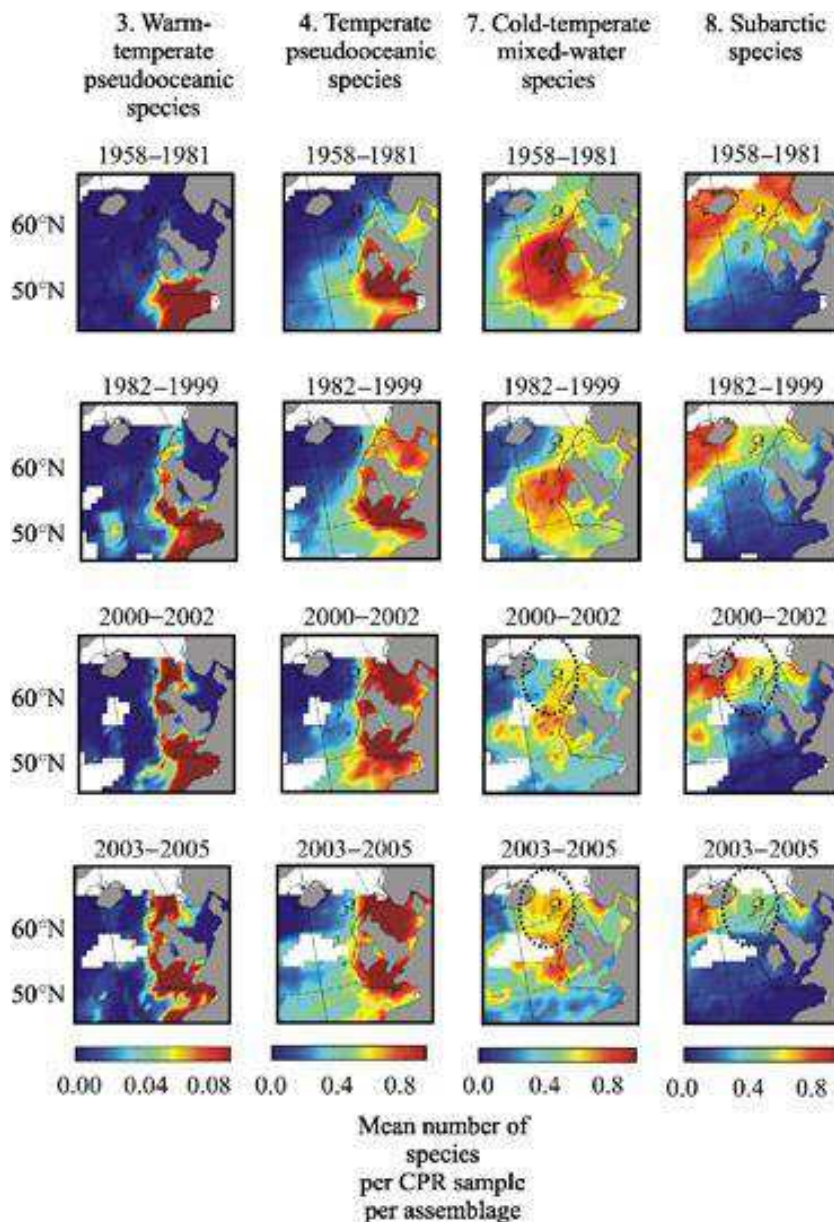 3. Warm-
temperate
pseudooceanic
species
4. Temperate
pseudooceanic
species
7. Cold-temperate
mixed-water
species
8. Subarctic
species
1958–1981 1958–1981 1958–1981 1958–1981
60°N
50°N
1982–1999 1982–1999 1982–1999 1982–1999
60°N
50°N
2000–2002 2000–2002 2000–2002 2000–2002
60°N
50°N
2003–2005 2003–2005 2003–2005 2003–2005
60°N
50°N
0.00 0.04 0.08 0.0 0.4 0.8 0.0 0.4 0.8 0.0 0.4 0.8
Mean number of
species
per CPR sample
per assemblage